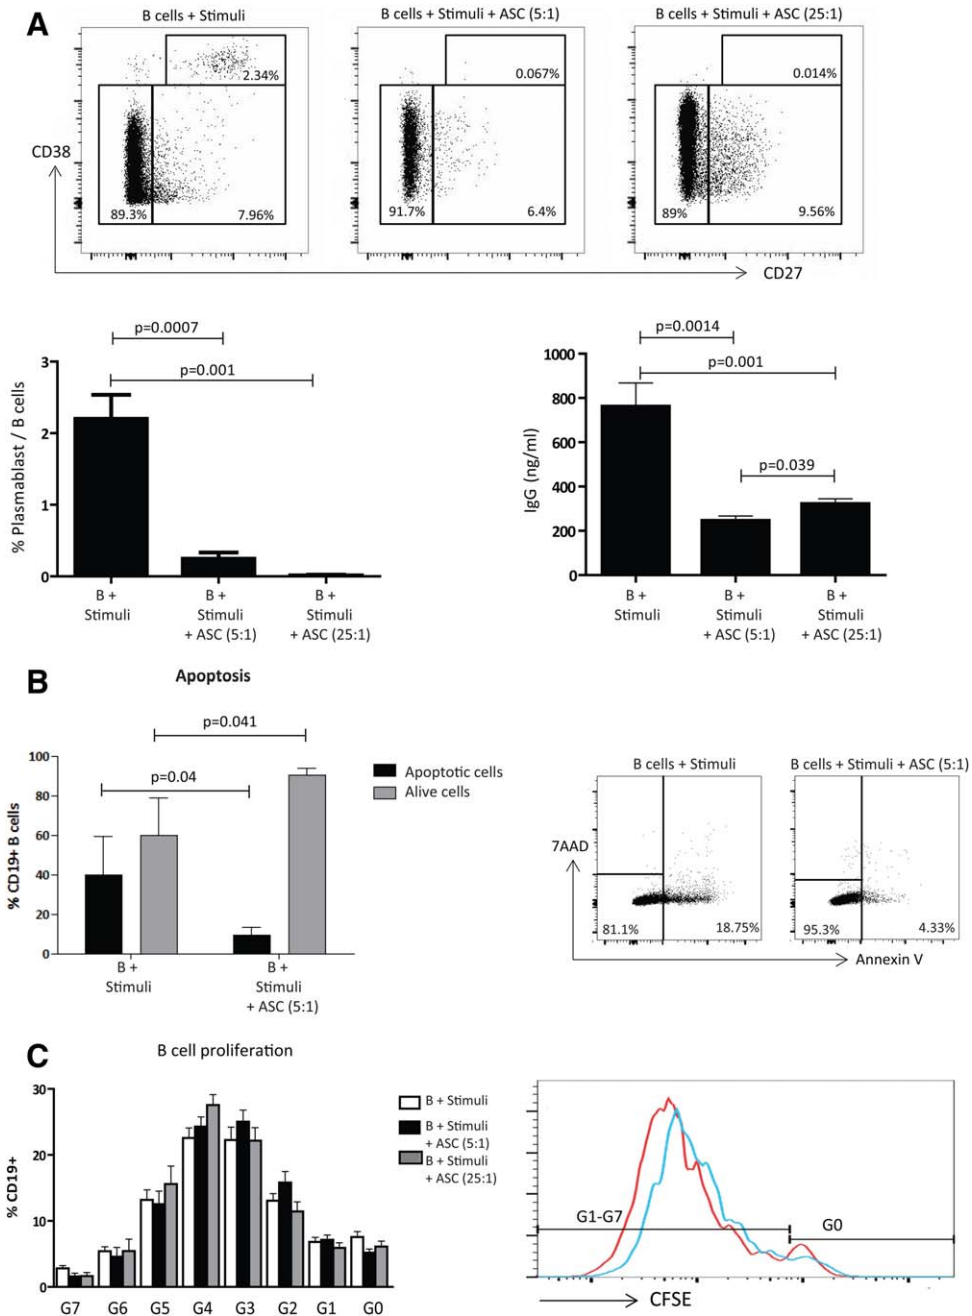 A
B cells + Stimuli
B cells + Stimuli + ASC (5:1)
B cells + Stimuli + ASC (25:1)
2.34%
0.067%
0.014%
CD38
89.3%
7.96%
91.7%
6.4%
89%
9.56%
CD27
p=0.0007
p=0.001
% Plasmablast / B cells
3
2
1
0
B +
Stimuli
B +
Stimuli
+ ASC (5:1)
B +
Stimuli
+ ASC (25:1)
p=0.0014
p=0.001
p=0.039
IgG (ng/ml)
1000
800
600
400
200
0
B +
Stimuli
B +
Stimuli
+ ASC (5:1)
B +
Stimuli
+ ASC (25:1)
B
Apoptosis
p=0.041
p=0.04
% CD19+ B cells
100
80
60
40
20
0
B +
Stimuli
B +
Stimuli
+ ASC (5:1)
Apoptotic cells
Alive cells
B cells + Stimuli
B cells + Stimuli + ASC (5:1)
7AAD
81.1%
18.75%
95.3%
4.33%
Annexin V
C
B cell proliferation
% CD19+
30
20
10
0
G7
G6
G5
G4
G3
G2
G1
G0
B + Stimuli
B + Stimuli
+ ASC (5:1)
B + Stimuli
+ ASC (25:1)
G1-G7
G0
CFSE